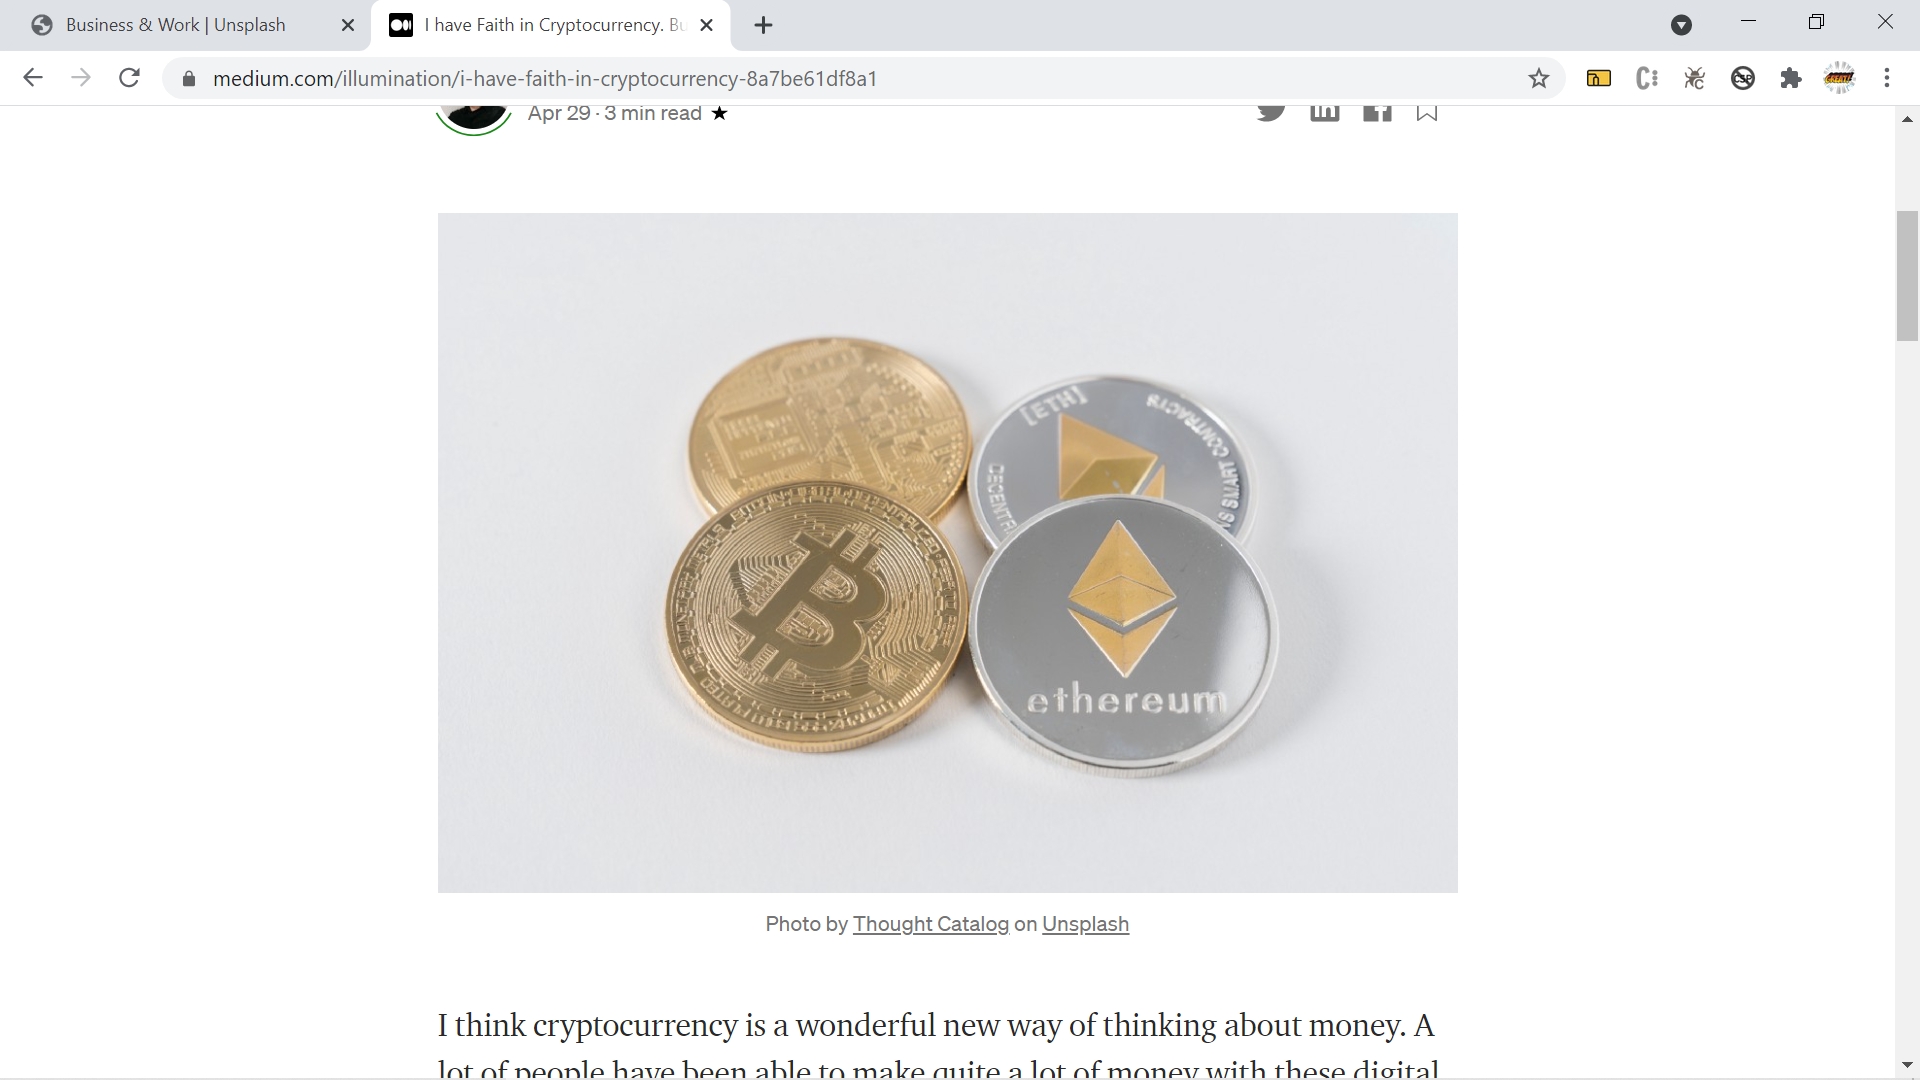 Business & Work | Unsplash
I have Faith in Cryptocurrency. Bu
medium.com/illumination/i-have-faith-in-cryptocurrency-8a7be61df8a1
CSP
GREAT!
Apr 29 · 3 min read ★
[ETH]
SMART CONTRACTS
DECENTR
ethereum
Photo by Thought Catalog on Unsplash
I think cryptocurrency is a wonderful new way of thinking about money. A
lot of people have been able to make quite a lot of money with these digital